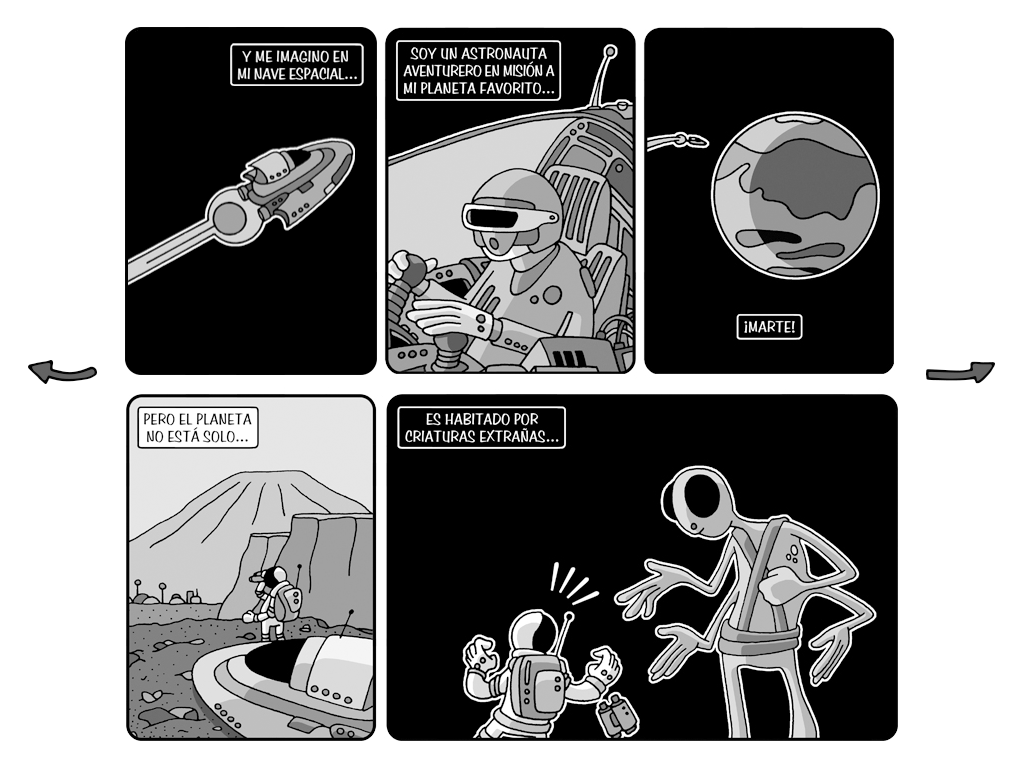 Y ME IMAGINO EN
MI NAVE ESPACIAL...
SOY UN ASTRONAUTA
AVENTURERO EN MISIÓN A
MI PLANETA FAVORITO...
¡MARTE!
PERO EL PLANETA
NO ESTÁ SOLO...
ES HABITADO POR
CRIATURAS EXTRAÑAS...